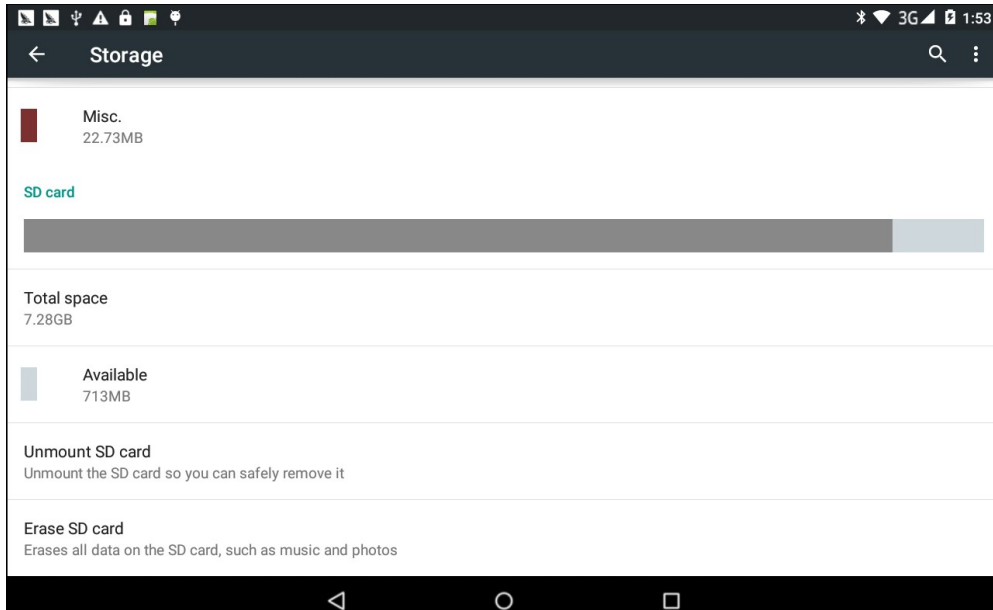 3G 1:53
Storage
Misc.
22.73MB
SD card
Total space
7.28GB
Available
713MB
Unmount SD card
Unmount the SD card so you can safely remove it
Erase SD card
Erases all data on the SD card, such as music and photos